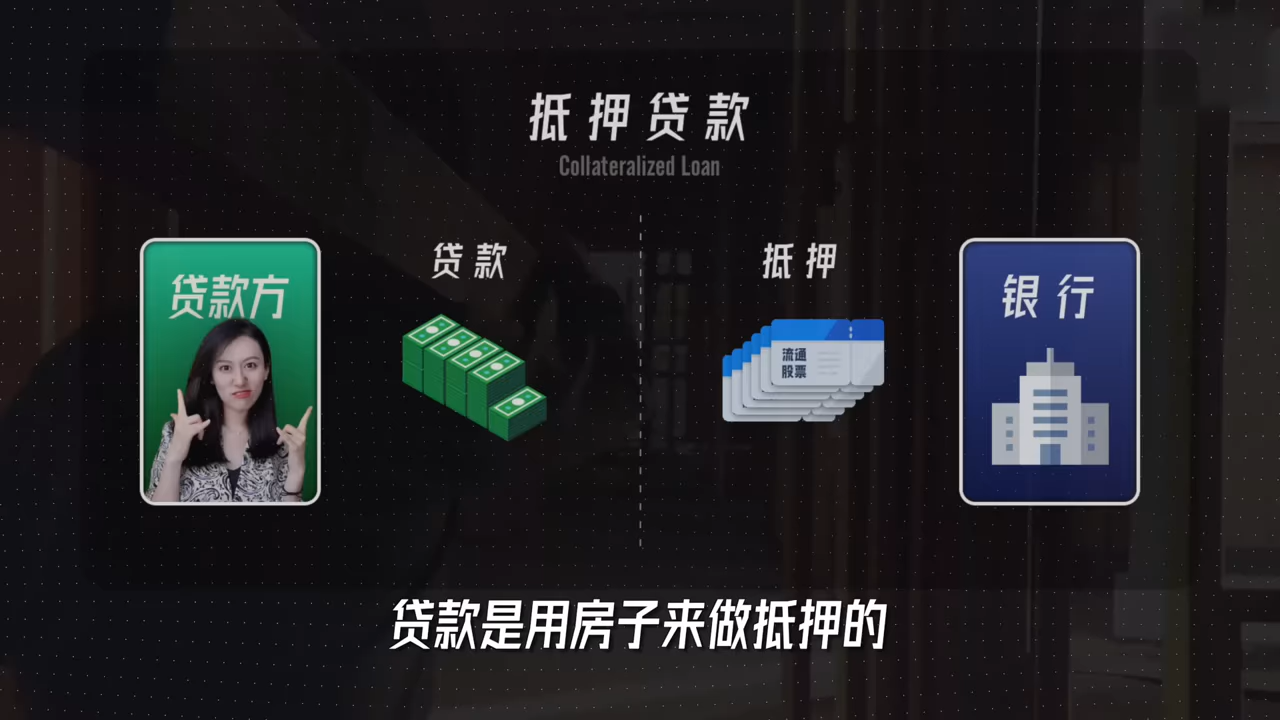 抵押贷款
Collateralized Loan
贷款方
贷款
抵押
银行
流通
股票
贷款是用房子来做抵押的